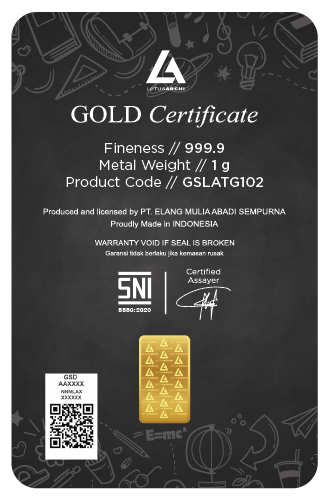 LOTUSARCHI
GOLD Certificate
Fineness // 999.9
Metal Weight // 1 g
Product Code // GSLATG102
Produced and licensed by PT. ELANG MULIA ABADI SEMPURNA
Proudly Made in INDONESIA
WARRANTY VOID IF SEAL IS BROKEN
Garansi tidak berlaku jika kemasan rusak
SNI
8880:2020
Certified
Assayer
GSD
AAXXXX
NNNLAX
XXXXXX
E=mc²